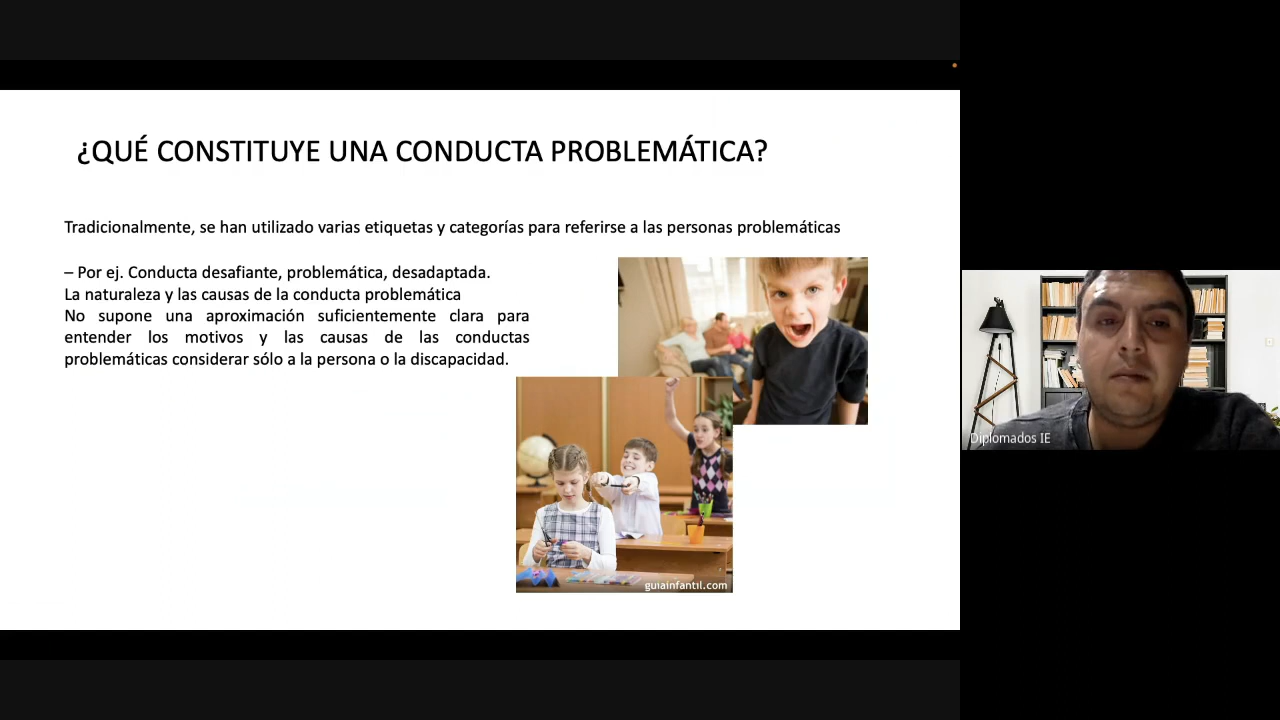 ¿QUÉ CONSTITUYE UNA CONDUCTA PROBLEMÁTICA?
Tradicionalmente, se han utilizado varias etiquetas y categorías para referirse a las personas problemáticas
– Por ej. Conducta desafiante, problemática, desadaptada.
La naturaleza y las causas de la conducta problemática
No supone una aproximación suficientemente clara para
entender los motivos y las causas de las conductas
problemáticas considerar sólo a la persona o la discapacidad.
guiainfantil.com
Diplomados IE